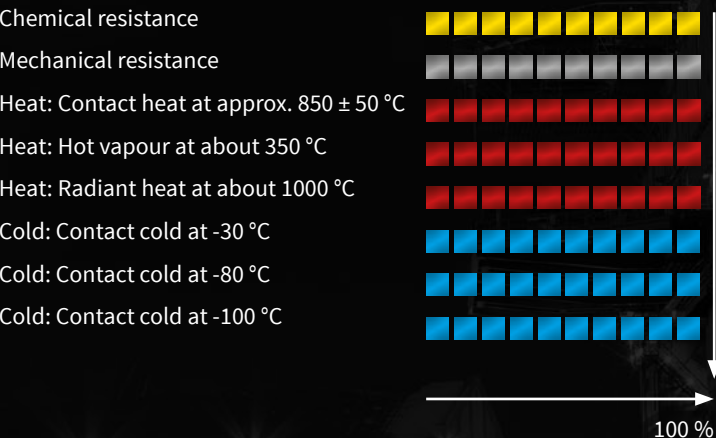 Chemical resistance
Mechanical resistance
Heat: Contact heat at approx. 850 ± 50 °C
Heat: Hot vapour at about 350 °C
Heat: Radiant heat at about 1000 °C
Cold: Contact cold at -30 °C
Cold: Contact cold at -80 °C
Cold: Contact cold at -100 °C
100 %